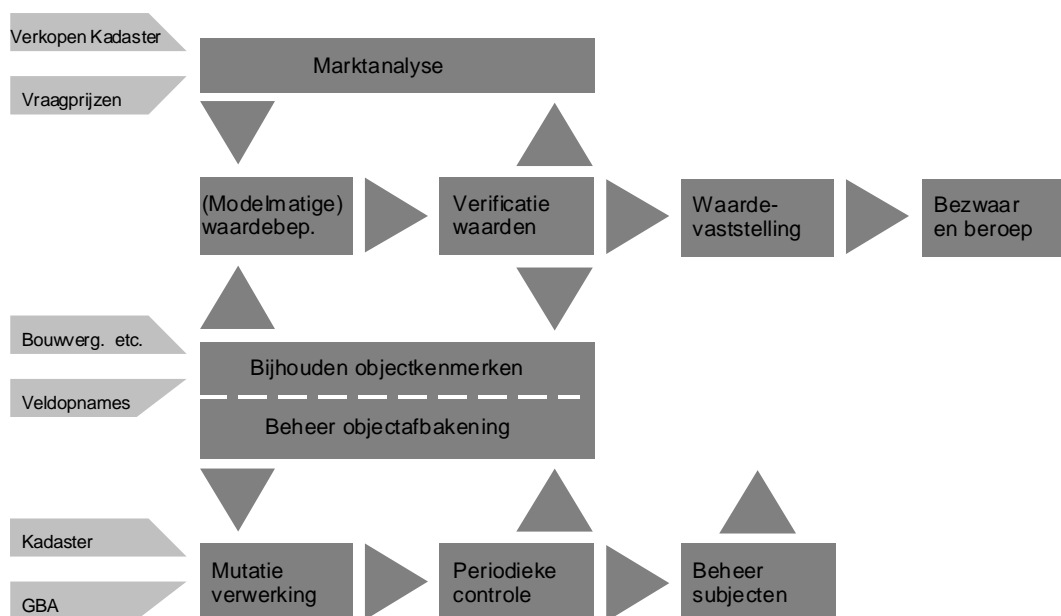 Verkopen Kadaster
Marktanalyse
Vraagprijzen
(Modelmatige)
waardebep.
Verificatie
waarden
Waarde-
vaststelling
Bezwaar
en beroep
Bouwverg. etc.
Bijhouden objectkenmerken
Veldopnames
Beheer objectafbakening
Kadaster
GBA
Mutatie
verwerking
Periodieke
controle
Beheer
subjecten